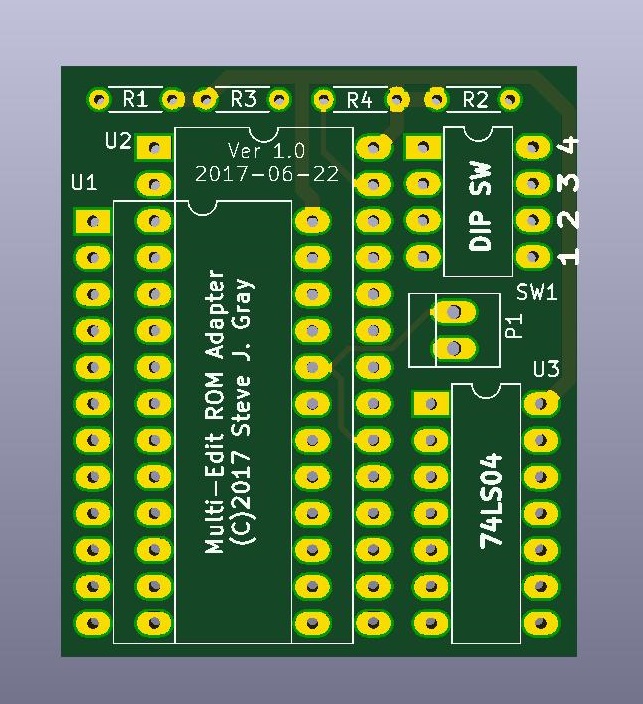 R1 R3 R4 R2
U2
Ver 1.0
2017-06-22
U1
4
3
2
1
DIP SW
SW1
P1
U3
Multi-Edit ROM Adapter
(C)2017 Steve J. Gray
74LS04